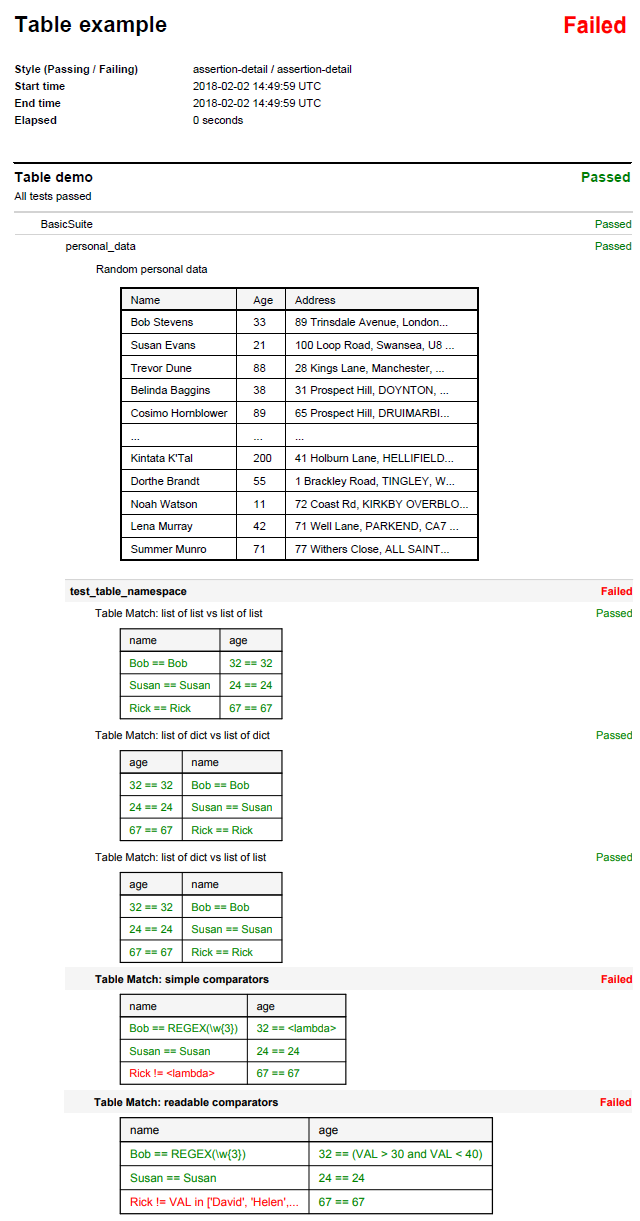 Table example Failed
Style (Passing / Failing) assertion-detail / assertion-detail
Start time 2018-02-02 14:49:59 UTC
End time 2018-02-02 14:49:59 UTC
Elapsed 0 seconds
Table demo Passed
All tests passed
BasicSuite Passed
personal_data Passed
Random personal data
Name Age Address
Bob Stevens 33 89 Trinsdale Avenue, London...
Susan Evans 21 100 Loop Road, Swansea, U8 ...
Trevor Dune 88 28 Kings Lane, Manchester, ...
Belinda Baggins 38 31 Prospect Hill, DOYNTON, ...
Cosimo Hornblower 89 65 Prospect Hill, DRUIMARBI...
... ... ...
Kintata K'Tal 200 41 Holburn Lane, HELLIFIELD...
Dorthe Brandt 55 1 Brackley Road, TINGLEY, W...
Noah Watson 11 72 Coast Rd, KIRKBY OVERBLO...
Lena Murray 42 71 Well Lane, PARKEND, CA7 ...
Summer Munro 71 77 Withers Close, ALL SAINT...
test_table_namespace Failed
Table Match: list of list vs list of list Passed
name age
Bob == Bob 32 == 32
Susan == Susan 24 == 24
Rick == Rick 67 == 67
Table Match: list of dict vs list of dict Passed
age name
32 == 32 Bob == Bob
24 == 24 Susan == Susan
67 == 67 Rick == Rick
Table Match: list of dict vs list of list Passed
age name
32 == 32 Bob == Bob
24 == 24 Susan == Susan
67 == 67 Rick == Rick
Table Match: simple comparators Failed
name age
Bob == REGEX(\w{3}) 32 == <lambda>
Susan == Susan 24 == 24
Rick != <lambda> 67 == 67
Table Match: readable comparators Failed
name age
Bob == REGEX(\w{3}) 32 == (VAL > 30 and VAL < 40)
Susan == Susan 24 == 24
Rick != VAL in ['David', 'Helen',... 67 == 67